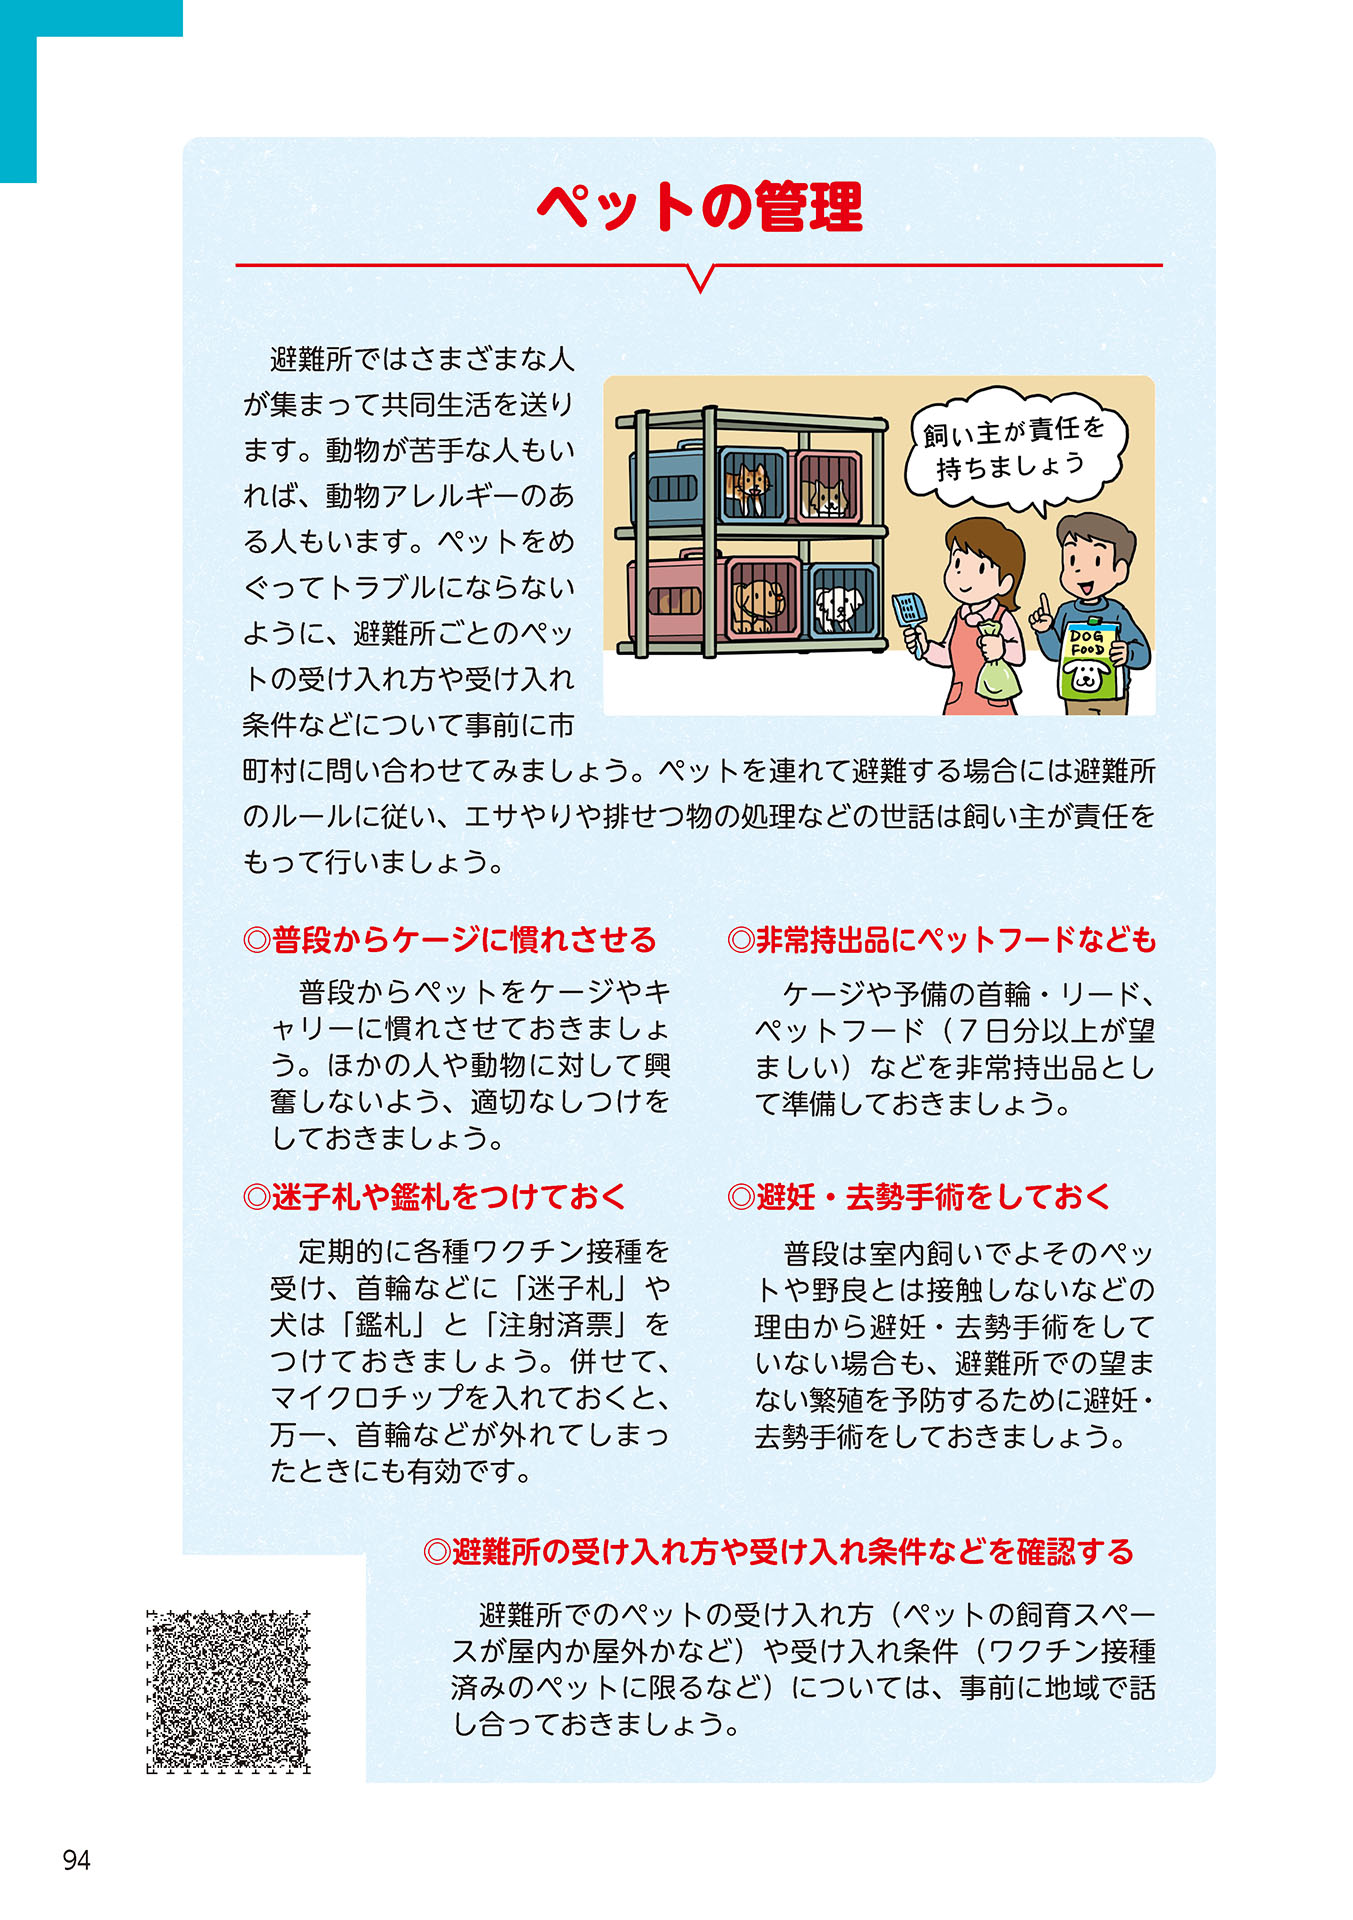 ペットの管理
避難所ではさまざまな人
が集まって共同生活を送り
ます。動物が苦手な人もい
れば、動物アレルギーのあ
る人もいます。ペットをめ
ぐってトラブルにならない
ように、避難所ごとのペッ
トの受け入れ方や受け入れ
条件などについて事前に市
町村に問い合わせてみましょう。ペットを連れて避難する場合には避難所
のルールに従い、エサやりや排せつ物の処理などの世話は飼い主が責任を
もって行いましょう。
飼い主が責任を
持ちましょう
DOG
FOOD
◎普段からケージに慣れさせる
普段からペットをケージやキ
ャリーに慣れさせておきましょ
う。ほかの人や動物に対して興
奮しないよう、適切なしつけを
しておきましょう。
◎非常持出品にペットフードなども
ケージや予備の首輪・リード、
ペットフード（７日分以上が望
ましい）などを非常持出品とし
て準備しておきましょう。
◎迷子札や鑑札をつけておく
定期的に各種ワクチン接種を
受け、首輪などに「迷子札」や
犬は「鑑札」と「注射済票」を
つけておきましょう。併せて、
マイクロチップを入れておくと、
万一、首輪などが外れてしまっ
たときにも有効です。
◎避妊・去勢手術をしておく
普段は室内飼いでよそのペッ
トや野良とは接触しないなどの
理由から避妊・去勢手術をして
いない場合も、避難所での望ま
ない繁殖を予防するために避妊・
去勢手術をしておきましょう。
◎避難所の受け入れ方や受け入れ条件などを確認する
避難所でのペットの受け入れ方（ペットの飼育スペー
スが屋内か屋外かなど）や受け入れ条件（ワクチン接種
済みのペットに限るなど）については、事前に地域で話
し合っておきましょう。
94